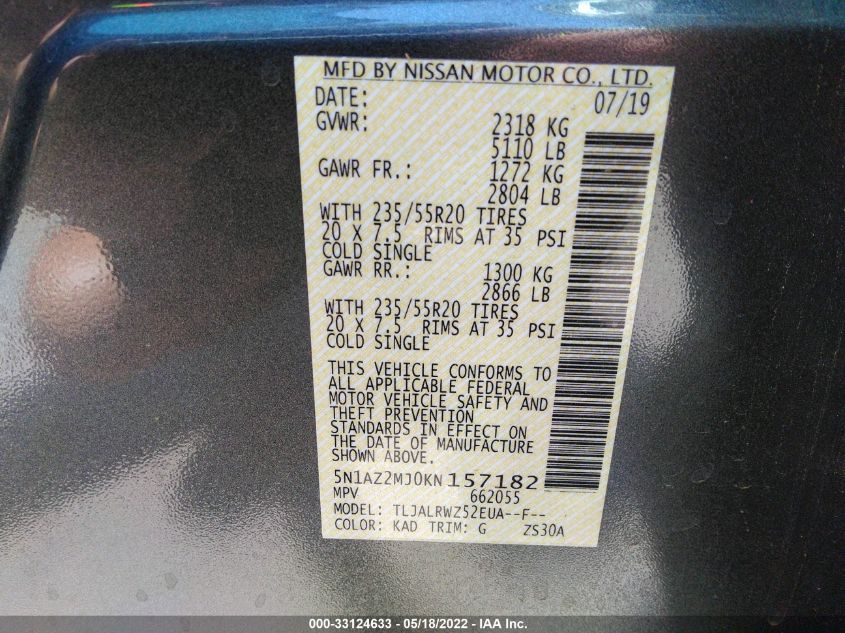 MFD BY NISSAN MOTOR CO., LTD.
DATE: 07/19
GVWR: 2318 KG
5110 LB
GAWR FR.: 1272 KG
2804 LB
WITH 235/55R20 TIRES
20 X 7.5 RIMS AT 35 PSI
COLD SINGLE
GAWR RR.: 1300 KG
2866 LB
WITH 235/55R20 TIRES
20 X 7.5 RIMS AT 35 PSI
COLD SINGLE
THIS VEHICLE CONFORMS TO
ALL APPLICABLE FEDERAL
MOTOR VEHICLE SAFETY AND
THEFT PREVENTION
STANDARDS IN EFFECT ON
THE DATE OF MANUFACTURE
SHOWN ABOVE.
5N1AZ2MJ0KN157182
MPV 662055
MODEL: TLJALRWZ52EUA--F--
COLOR: KAD TRIM: G ZS30A
000-33124633 - 05/18/2022 - IAA Inc.